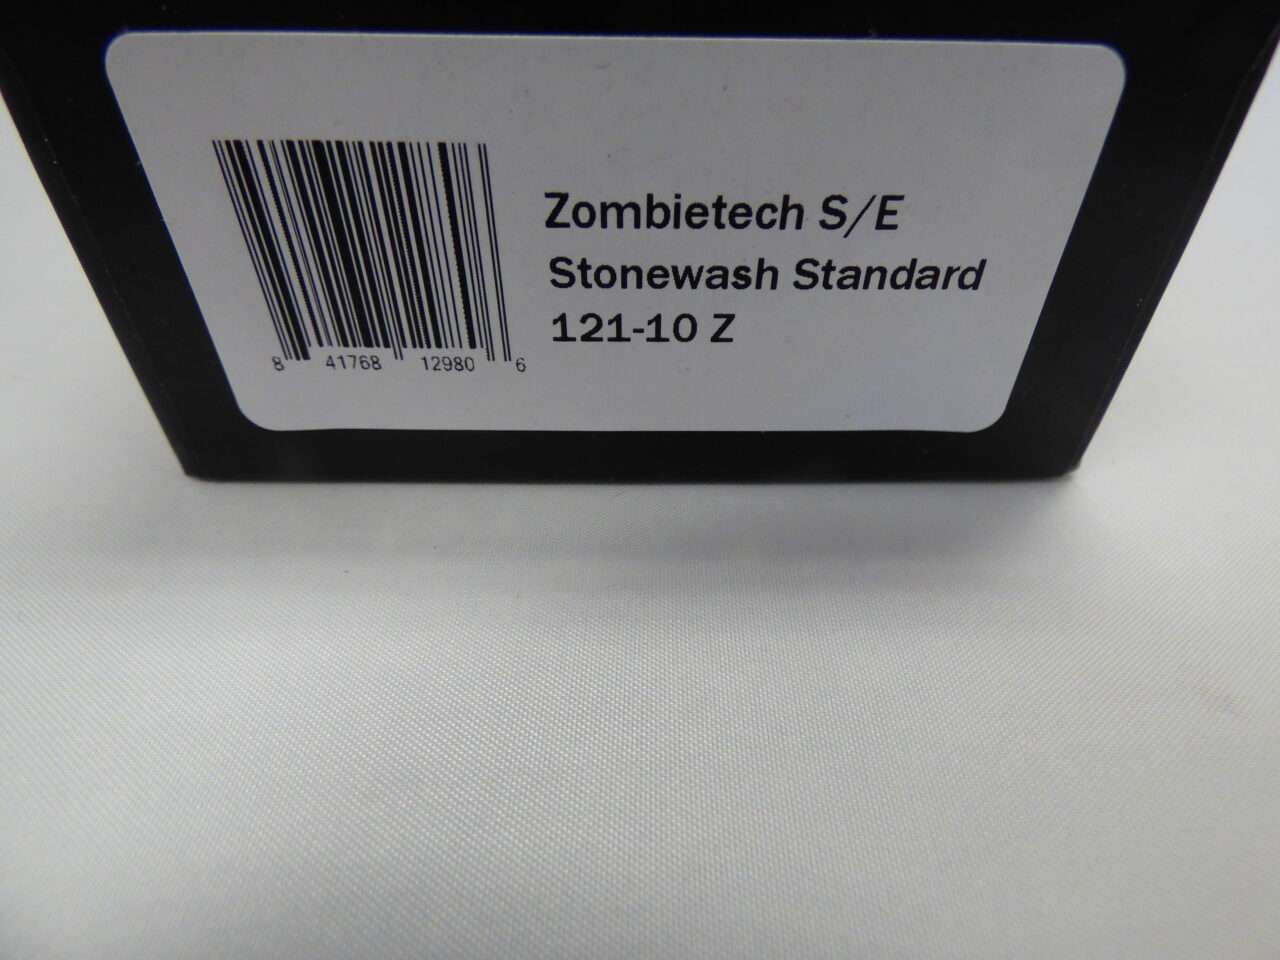 Zombietech S/E
Stonewash Standard
121-10 Z
8 41768 12980 6